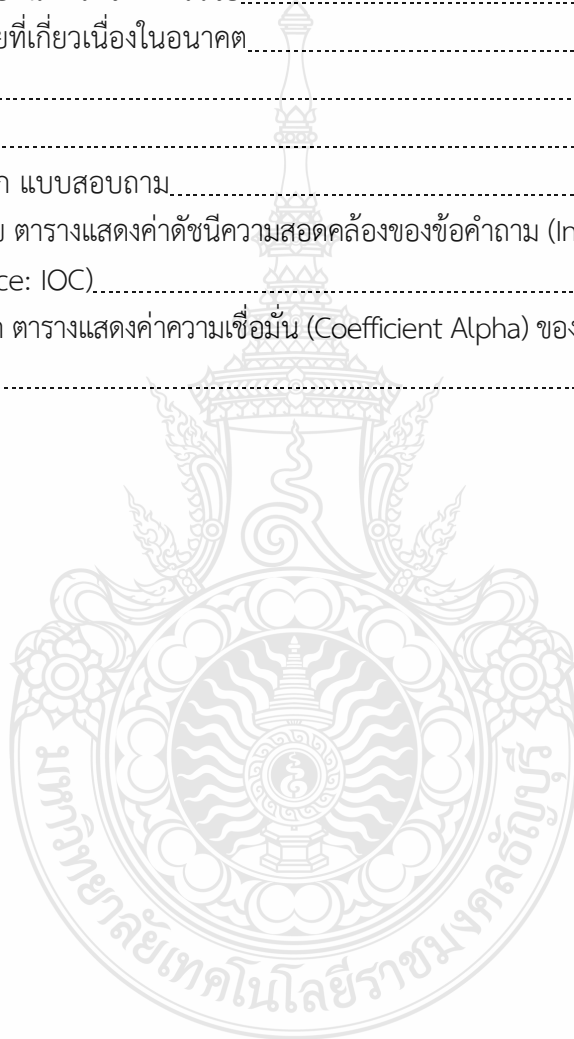 ยที่เกี่ยวเนื่องในอนาคต
แบบสอบถาม
ตารางแสดงค่าดัชนีความสอดคล้องของข้อคำถาม (In
ce: IOC)
ตารางแสดงค่าความเชื่อมั่น (Coefficient Alpha) ของ
มหาวิทยาลัยเทคโนโลยีราชมงคลธัญบุรี